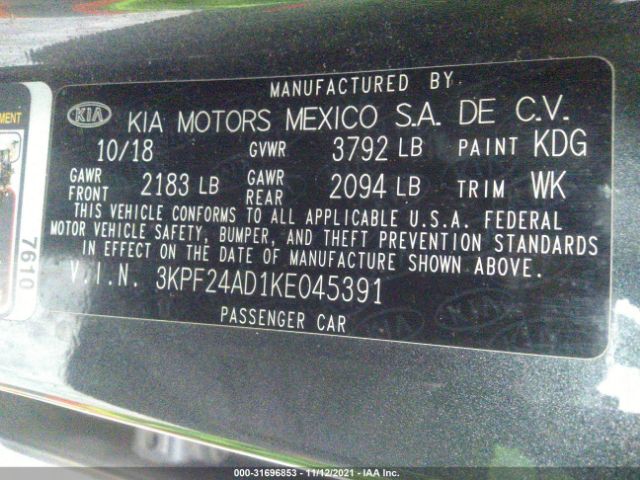 MANUFACTURED BY
KIA KIA MOTORS MEXICO S.A. DE C.V.
10/18 GVWR 3792 LB PAINT KDG
GAWR FRONT 2183 LB GAWR REAR 2094 LB TRIM WK
THIS VEHICLE CONFORMS TO ALL APPLICABLE U.S.A. FEDERAL
MOTOR VEHICLE SAFETY, BUMPER, AND THEFT PREVENTION STANDARDS
IN EFFECT ON THE DATE OF MANUFACTURE SHOWN ABOVE.
V.I.N. 3KPF24AD1KE045391
PASSENGER CAR
7610
000-31696853 - 11/12/2021 - IAA Inc.